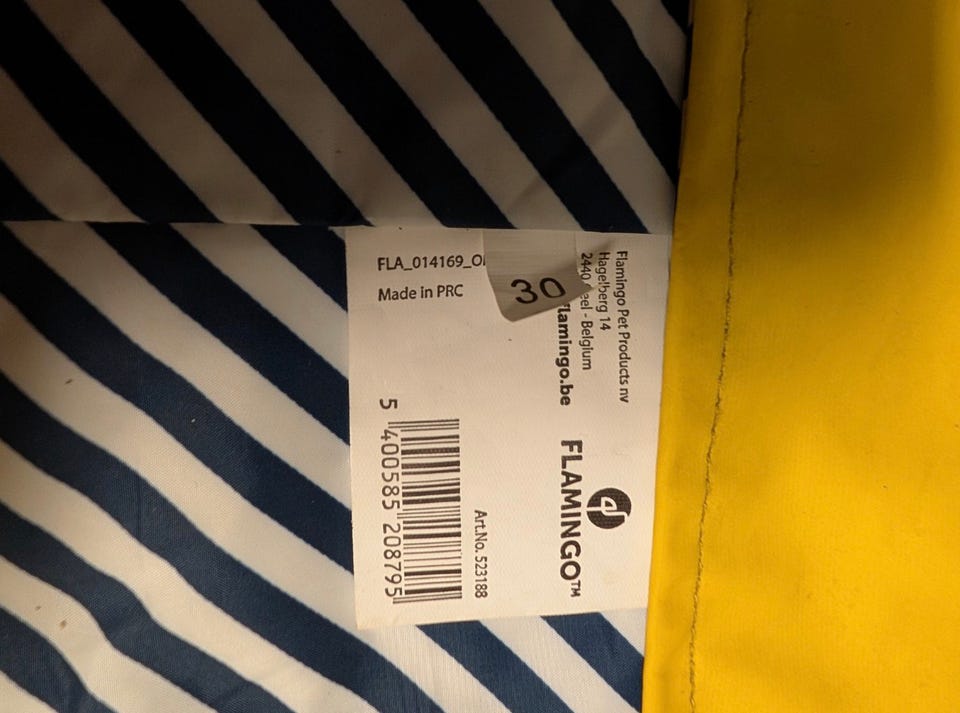 FLA_014169_O
Made in PRC
30
Flamingo Pet Products nv
Hagelberg 14
2440 eel - Belgium
flamingo.be
FLAMINGO™
Art.No. 523188
5 400585 208795